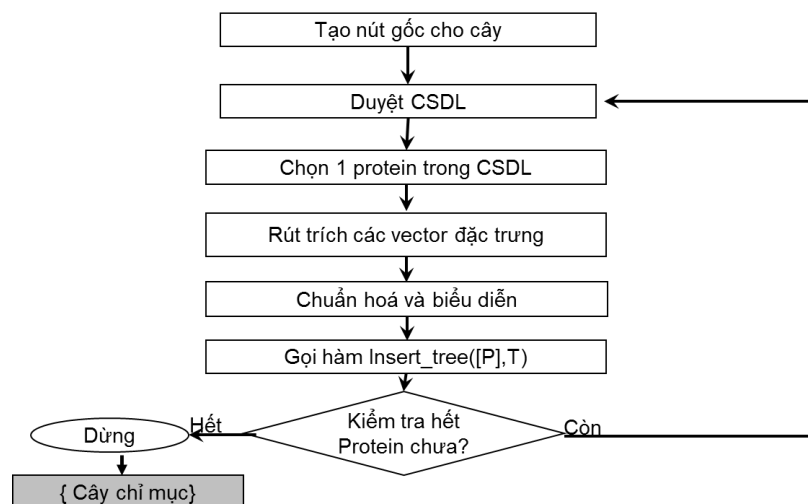 Tạo nút gốc cho cây
Duyệt CSDL
Chọn 1 protein trong CSDL
Rút trích các vector đặc trưng
Chuẩn hoá và biểu diễn
Gọi hàm Insert_tree([P],T)
Kiểm tra hết
Protein chưa?
Hết
Còn
Dừng
{ Cây chỉ mục}